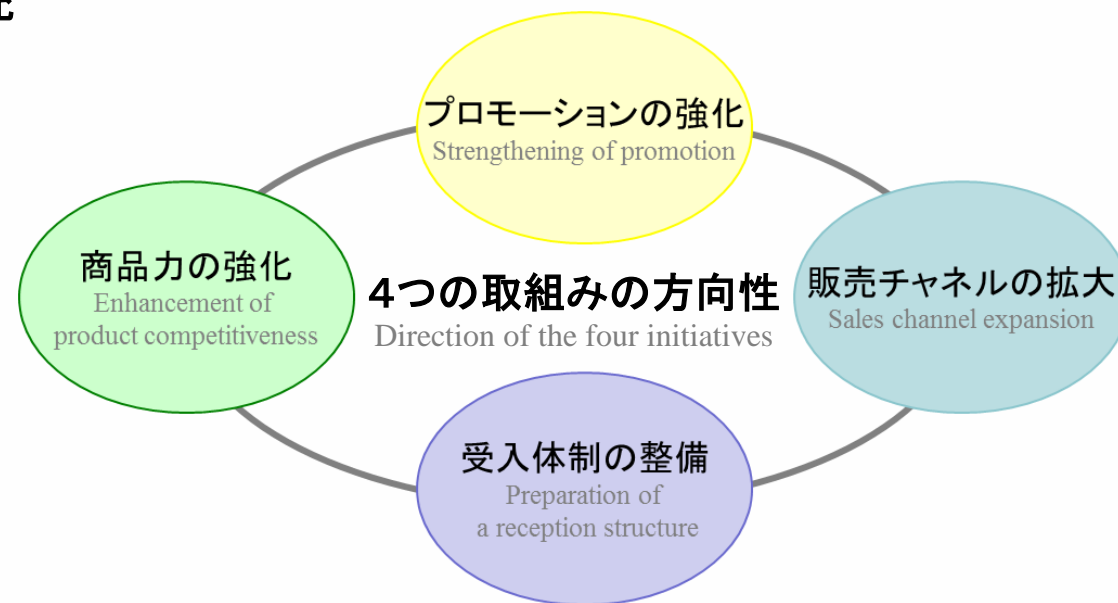 プロモーションの強化
Strengthening of promotion
商品力の強化
Enhancement of
product competitiveness
4つの取組みの方向性
Direction of the four initiatives
販売チャネルの拡大
Sales channel expansion
受入体制の整備
Preparation of
a reception structure